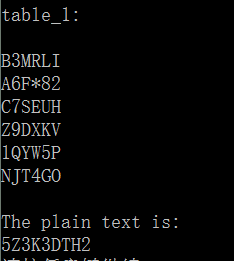 table_1:
B3MRLI
A6F*82
C7SEUH
Z9DXKV
1QYW5P
NJT4GO
The plain text is:
5Z3K3DTH2